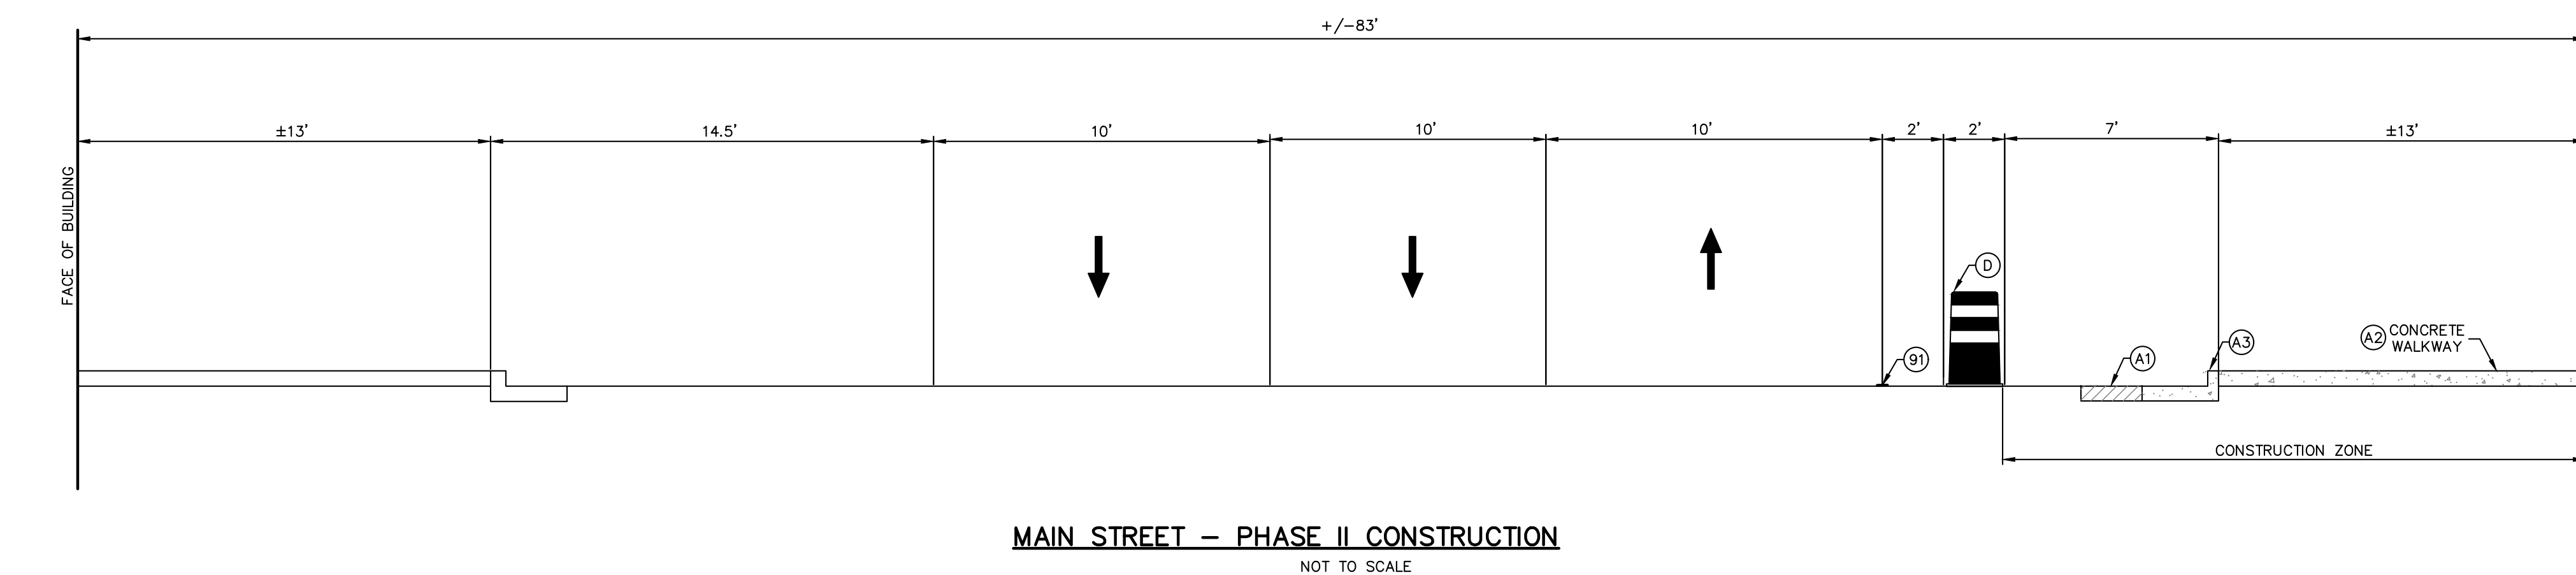 +/-83'
±13'
14.5'
10'
10'
10'
2'
2'
7'
±13'
FACE OF BUILDING
D
91
A1
A3
A2
CONCRETE
WALKWAY
CONSTRUCTION ZONE
MAIN STREET - PHASE II CONSTRUCTION
NOT TO SCALE